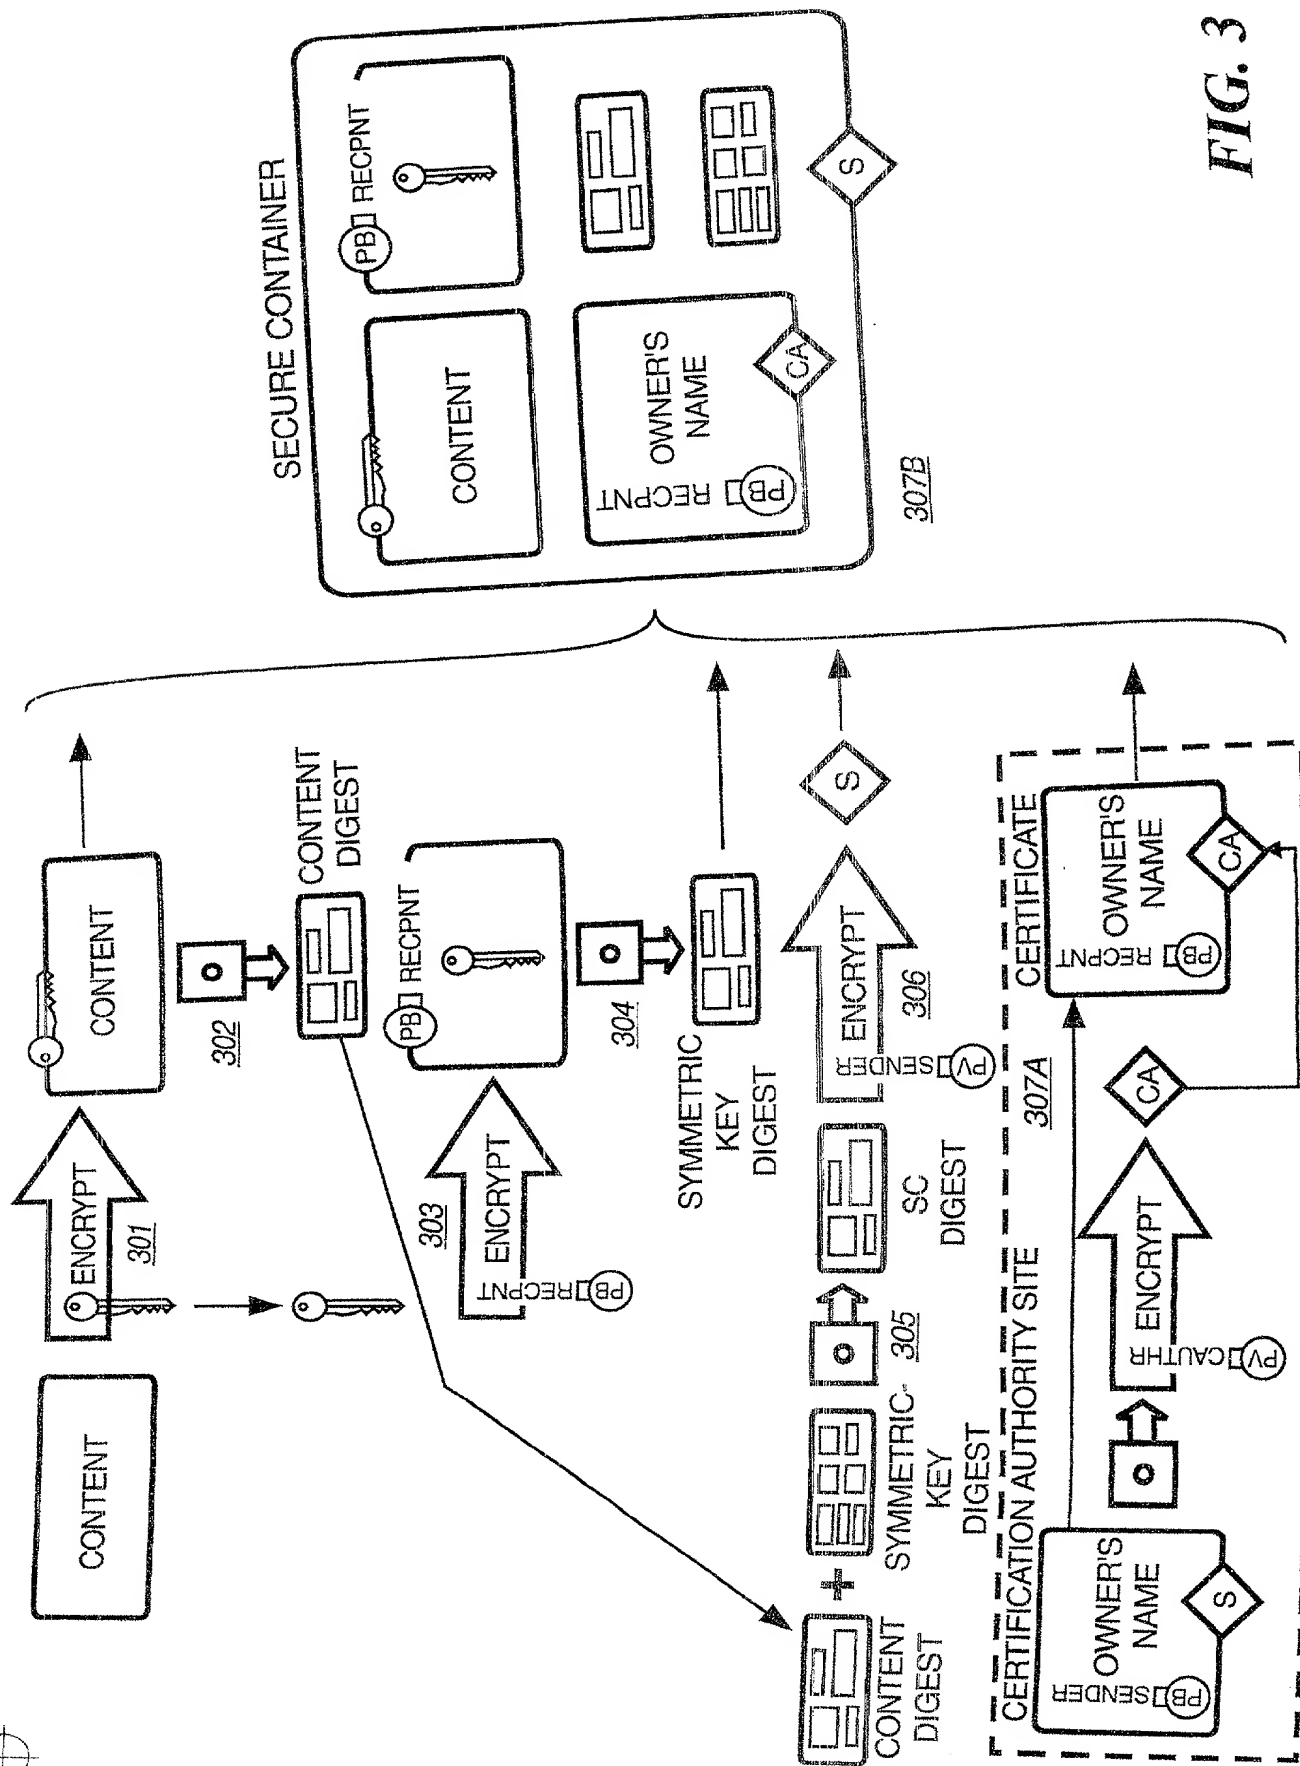 CONTENT
ENCRYPT
301
CONTENT
302
CONTENT
DIGEST
PB RECPNT
303
ENCRYPT
RECPNT
PB
304
SYMMETRIC
KEY
DIGEST
CONTENT
DIGEST
+
SYMMETRIC-
KEY
DIGEST
305
SC
DIGEST
ENCRYPT
306
SENDER
PV
S
CERTIFICATION AUTHORITY SITE
307A
CERTIFICATE
OWNER'S
NAME
SENDER
PB
S
ENCRYPT
CAUTHR
PV
CA
OWNER'S
NAME
RECPNT
PB
CA
SECURE CONTAINER
CONTENT
PB RECPNT
OWNER'S
NAME
RECPNT
PB
CA
S
307B
FIG. 3